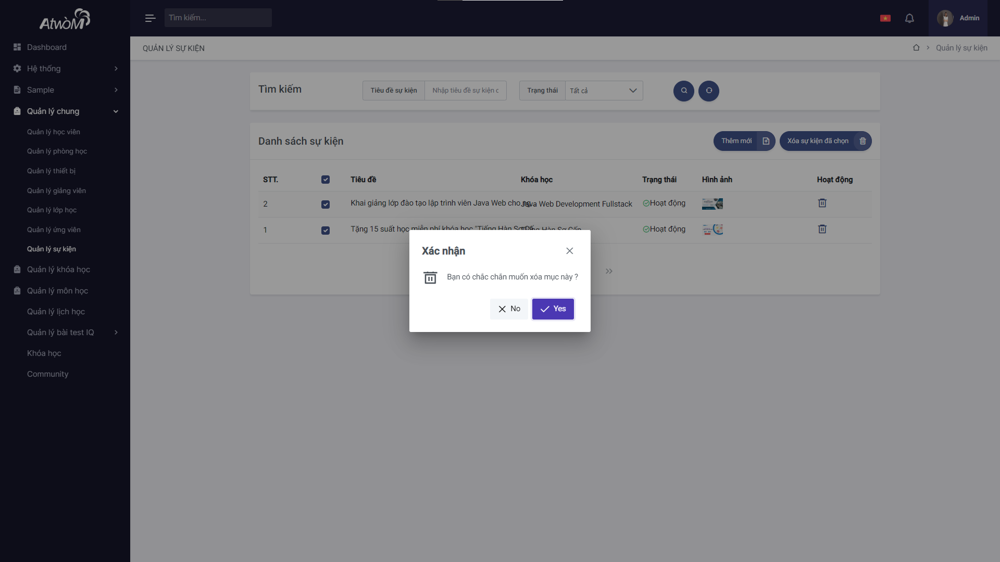 AtwòM
Tìm kiếm...
Admin
Dashboard
Hệ thống
Sample
Quản lý chung
Quản lý học viên
Quản lý phòng học
Quản lý thiết bị
Quản lý giảng viên
Quản lý lớp học
Quản lý ứng viên
Quản lý sự kiện
Quản lý khóa học
Quản lý môn học
Quản lý lịch học
Quản lý bài test IQ
Khóa học
Community
QUẢN LÝ SỰ KIỆN
Quản lý sự kiện
Tìm kiếm
Tiêu đề sự kiện
Nhập tiêu đề sự kiện c
Trạng thái
Tất cả
Danh sách sự kiện
Thêm mới
Xóa sự kiện đã chọn
STT. Tiêu đề Khóa học Trạng thái Hình ảnh Hoạt động
2 Khai giảng lớp đào tạo lập trình viên Java Web cho ng... Java Web Development Fullstack Hoạt động
1 Tặng 15 suất học miễn phí khóa học "Tiếng Hàn Sơ Cấ... Tiếng Hàn Sơ Cấp Hoạt động
Xác nhận
Bạn có chắc chắn muốn xóa mục này ?
No
Yes